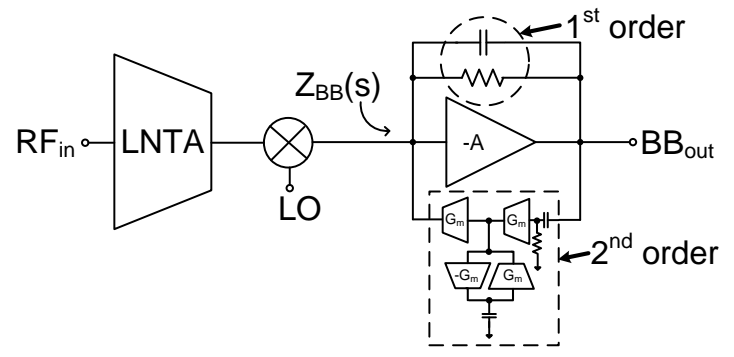 1st order
ZBB(s)
RFin
LNTA
-A
BBout
LO
Gm
Gm
2nd order
-Gm
Gm